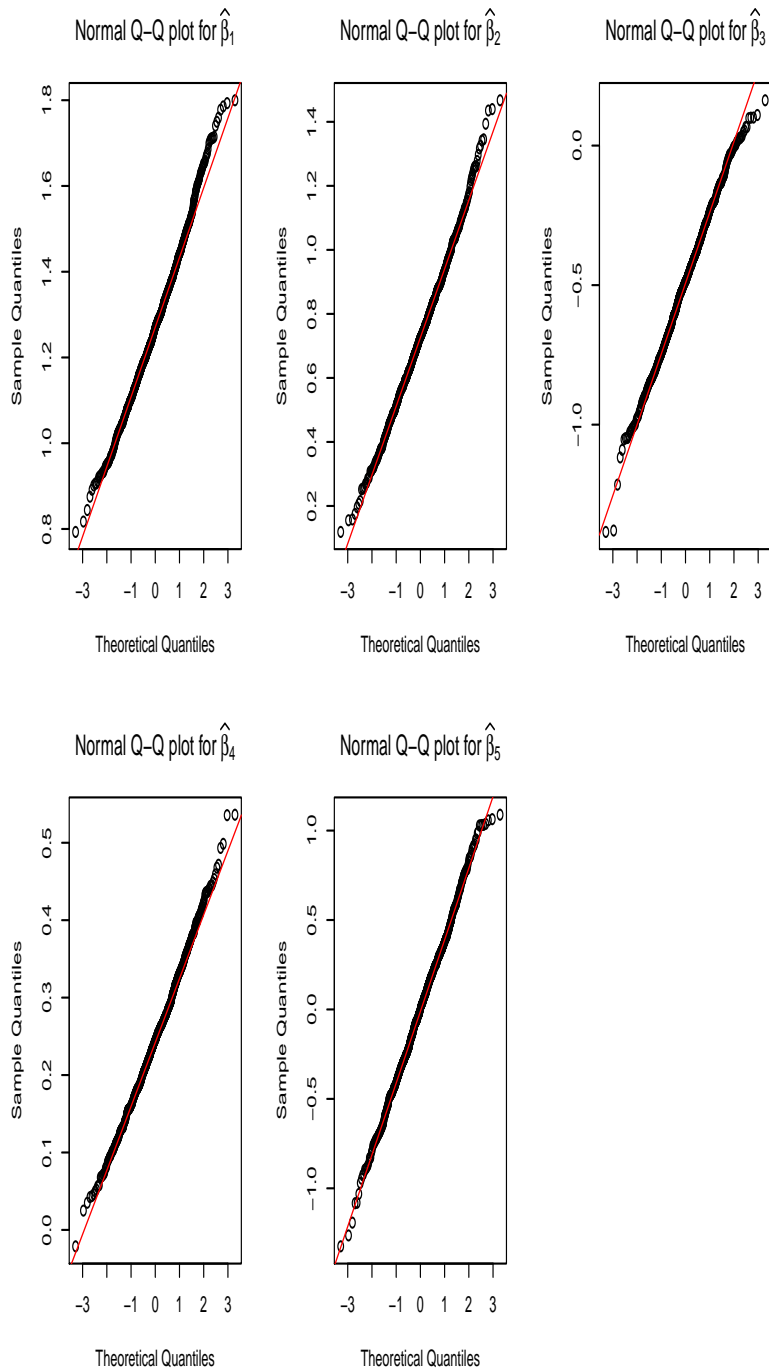 Normal Q−Q plot for β̂₁
Sample Quantiles
1.8
1.6
1.4
1.2
1.0
0.8
−3 −1 0 1 2 3
Theoretical Quantiles
Normal Q−Q plot for β̂₂
Sample Quantiles
1.4
1.2
1.0
0.8
0.6
0.4
0.2
−3 −1 0 1 2 3
Theoretical Quantiles
Normal Q−Q plot for β̂₃
Sample Quantiles
0.0
−0.5
−1.0
−3 −1 0 1 2 3
Theoretical Quantiles
Normal Q−Q plot for β̂₄
Sample Quantiles
0.5
0.4
0.3
0.2
0.1
0.0
−3 −1 0 1 2 3
Theoretical Quantiles
Normal Q−Q plot for β̂₅
Sample Quantiles
1.0
0.5
0.0
−0.5
−1.0
−3 −1 0 1 2 3
Theoretical Quantiles